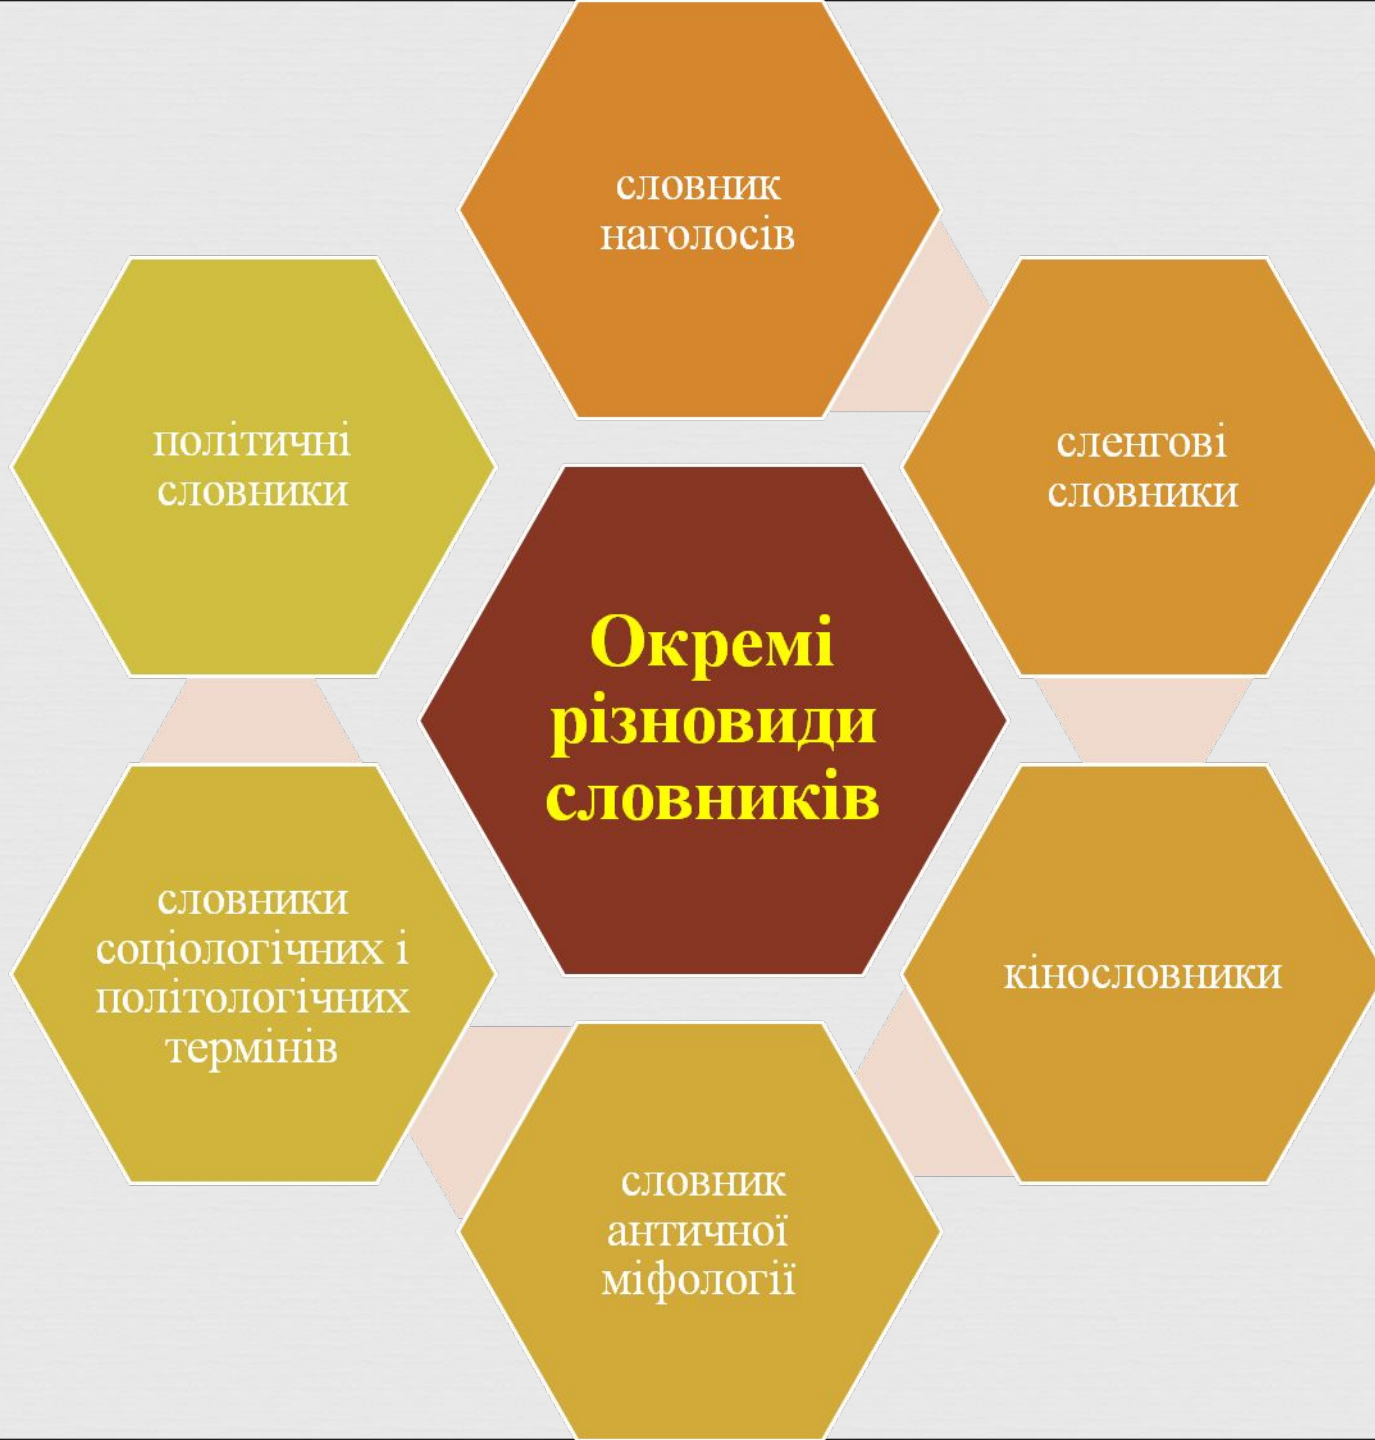 словник
наголосів
сленгові
словники
кінословники
словник
античної
міфології
словники
соціологічних і
політологічних
термінів
політичні
словники
Окремі
різновиди
словників